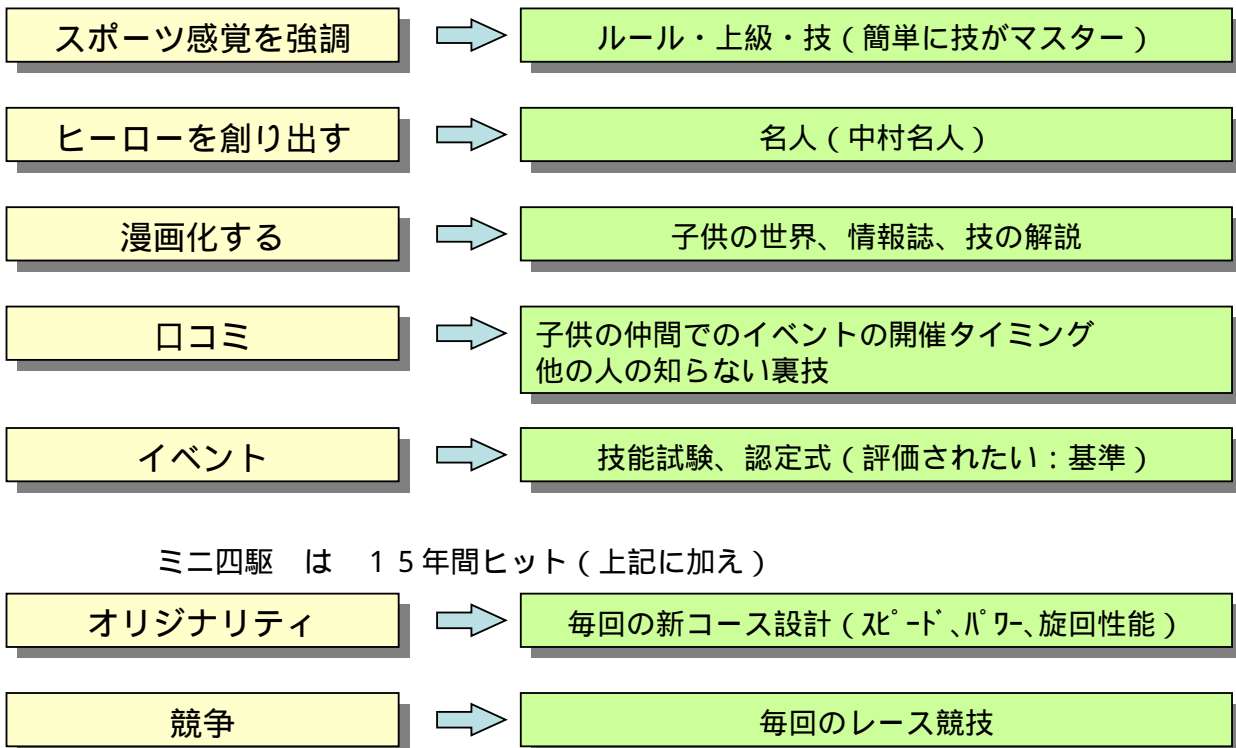 スポーツ感覚を強調
ルール・上級・技(簡単に技がマスター)
ヒーローを創り出す
名人(中村名人)
漫画化する
子供の世界、情報誌、技の解説
口コミ
子供の仲間でのイベントの開催タイミング
他の人の知らない裏技
イベント
技能試験、認定式(評価されたい:基準)
ミニ四駆 は 15年間ヒット(上記に加え)
オリジナリティ
毎回の新コース設計(スピード、パワー、旋回性能)
競争
毎回のレース競技